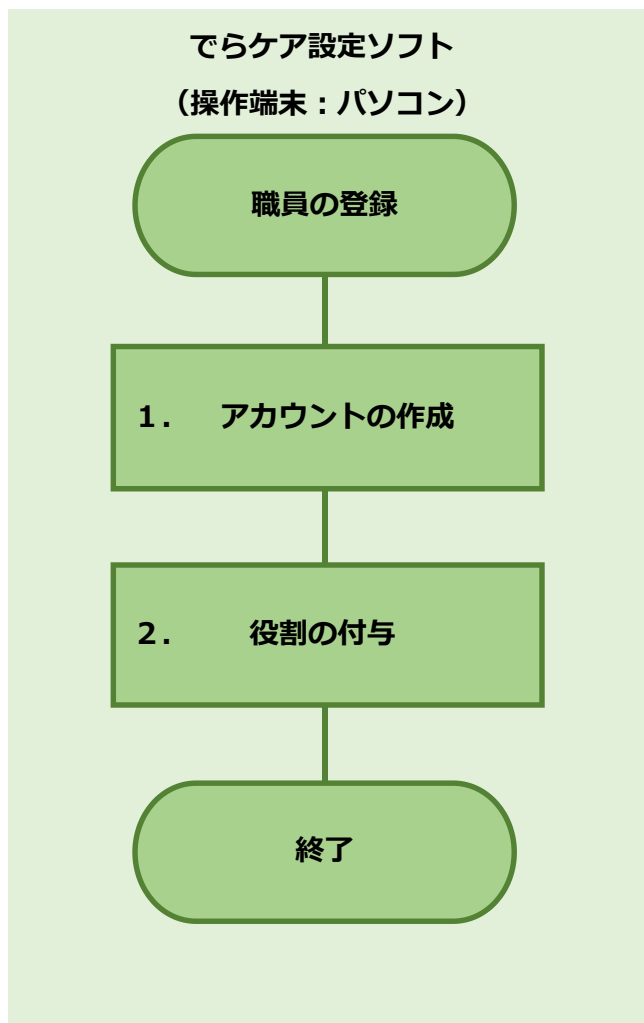 でらケア設定ソフト
（操作端末：パソコン）
職員の登録
１． アカウントの作成
２． 役割の付与
終了